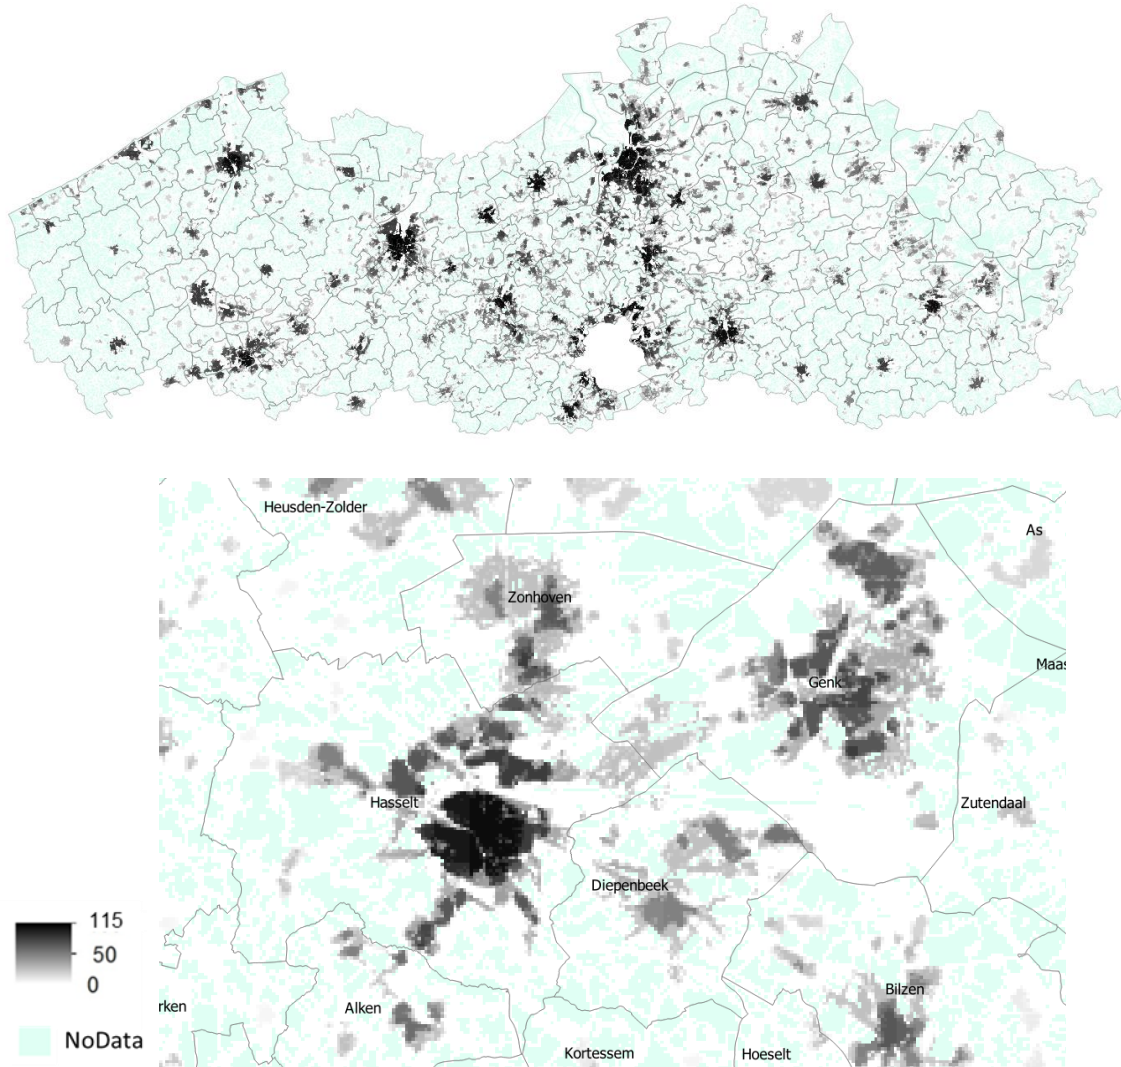 Heusden-Zolder
As
Zonhoven
Maas
Genk
Hasselt
Zutendaal
Diepenbeek
115
50
0
Bilzen
rken
Alken
NoData
Kortessem
Hoeselt